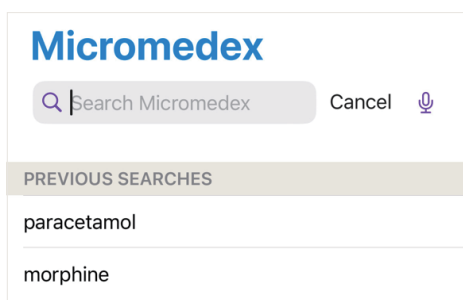 Micromedex
Search Micromedex Cancel
PREVIOUS SEARCHES
paracetamol
morphine